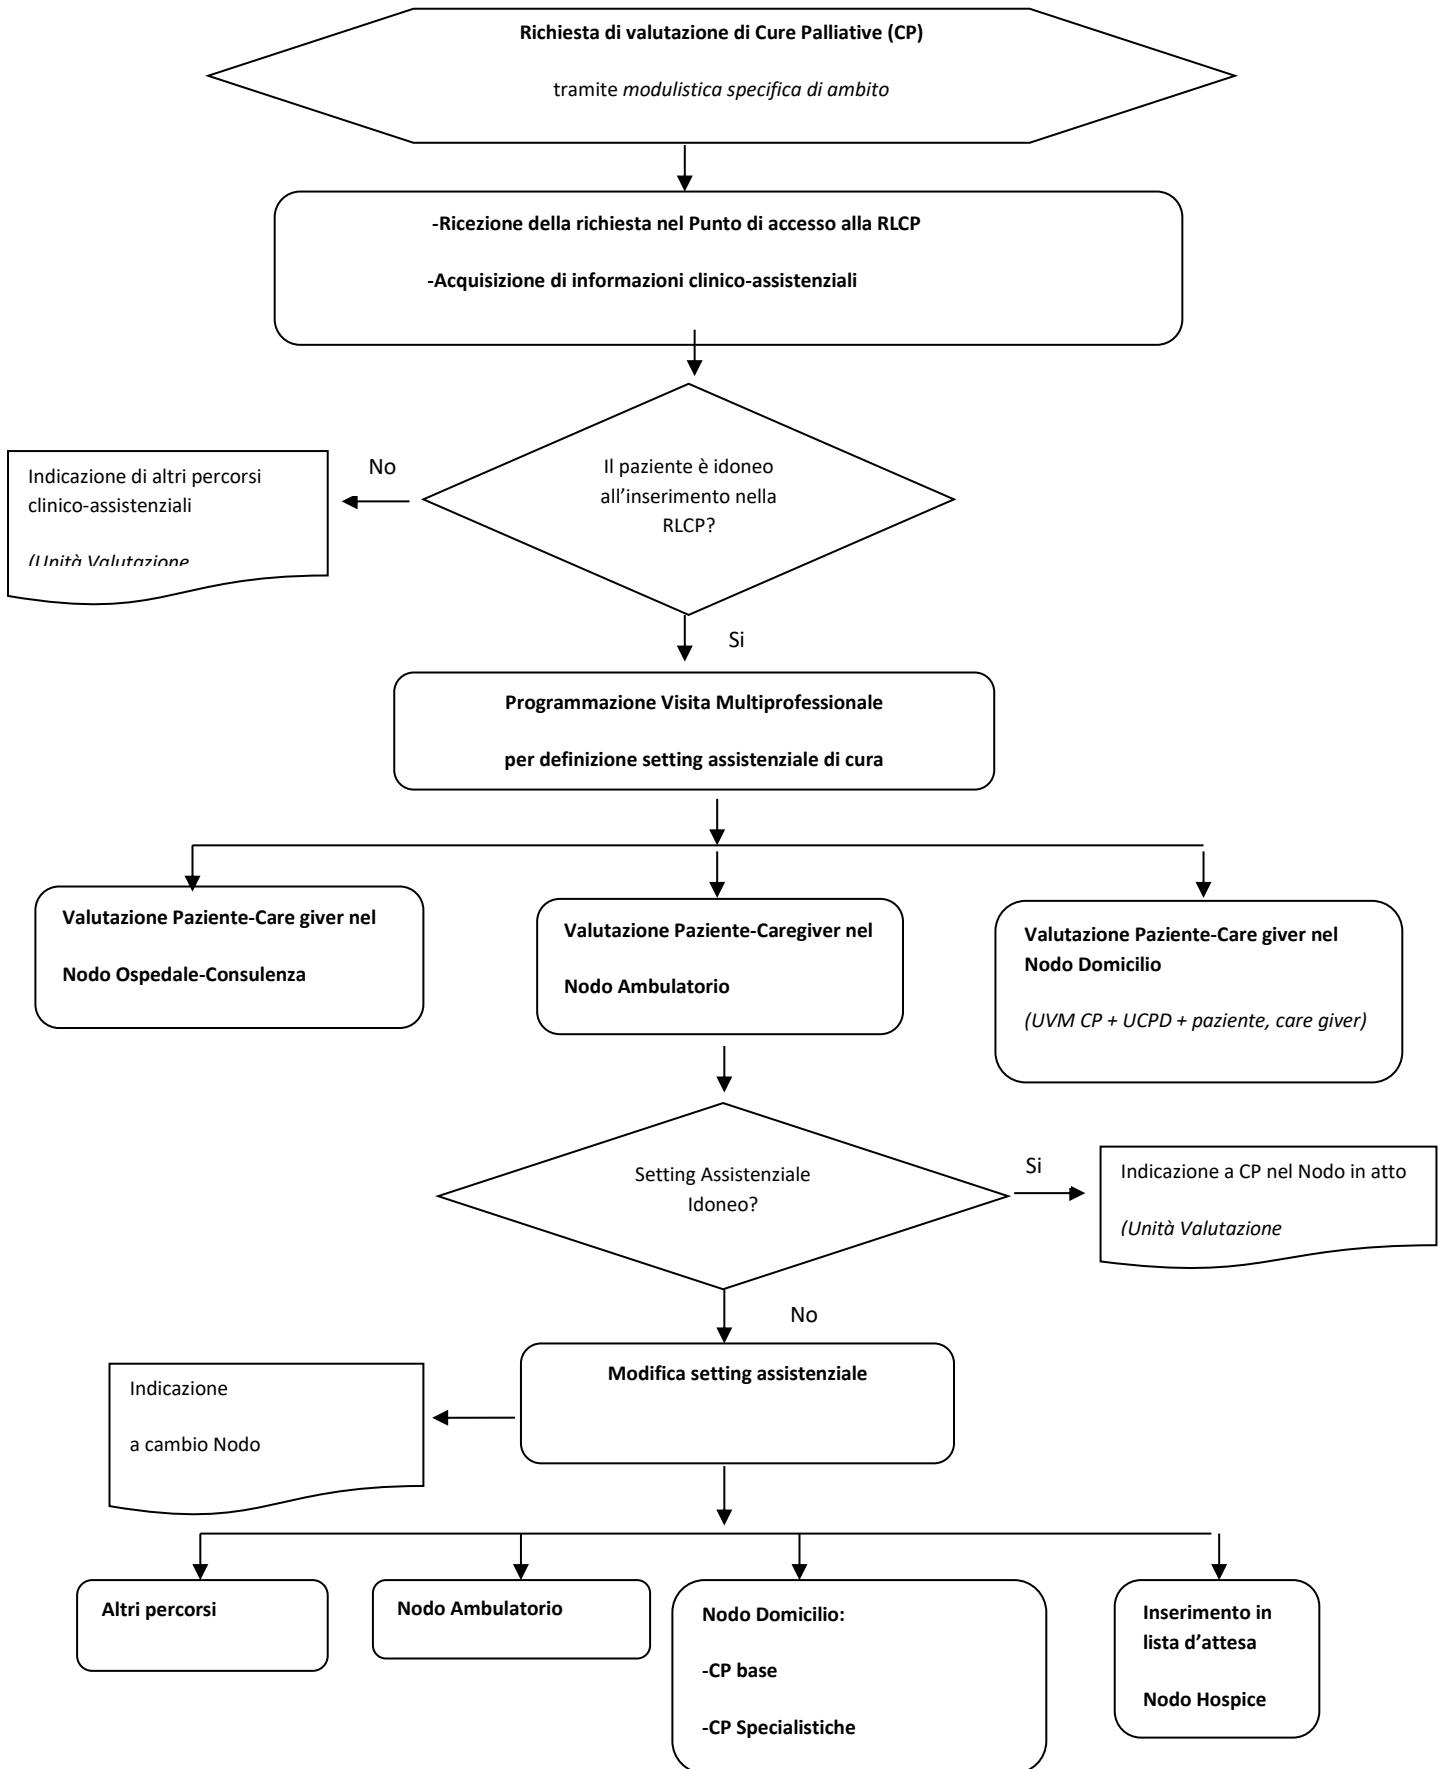 Richiesta di valutazione di Cure Palliative (CP)
tramite modulistica specifica di ambito
-Ricezione della richiesta nel Punto di accesso alla RLCP
-Acquisizione di informazioni clinico-assistenziali
Il paziente è idoneo
all’inserimento nella
RLCP?
No
Indicazione di altri percorsi
clinico-assistenziali
(Unità Valutazione
Si
Programmazione Visita Multiprofessionale
per definizione setting assistenziale di cura
Valutazione Paziente-Care giver nel
Nodo Ospedale-Consulenza
Valutazione Paziente-Caregiver nel
Nodo Ambulatorio
Valutazione Paziente-Care giver nel
Nodo Domicilio
(UVM CP + UCPD + paziente, care giver)
Setting Assistenziale
Idoneo?
Si
Indicazione a CP nel Nodo in atto
(Unità Valutazione
No
Modifica setting assistenziale
Indicazione
a cambio Nodo
Altri percorsi
Nodo Ambulatorio
Nodo Domicilio:
-CP base
-CP Specialistiche
Inserimento in
lista d’attesa
Nodo Hospice